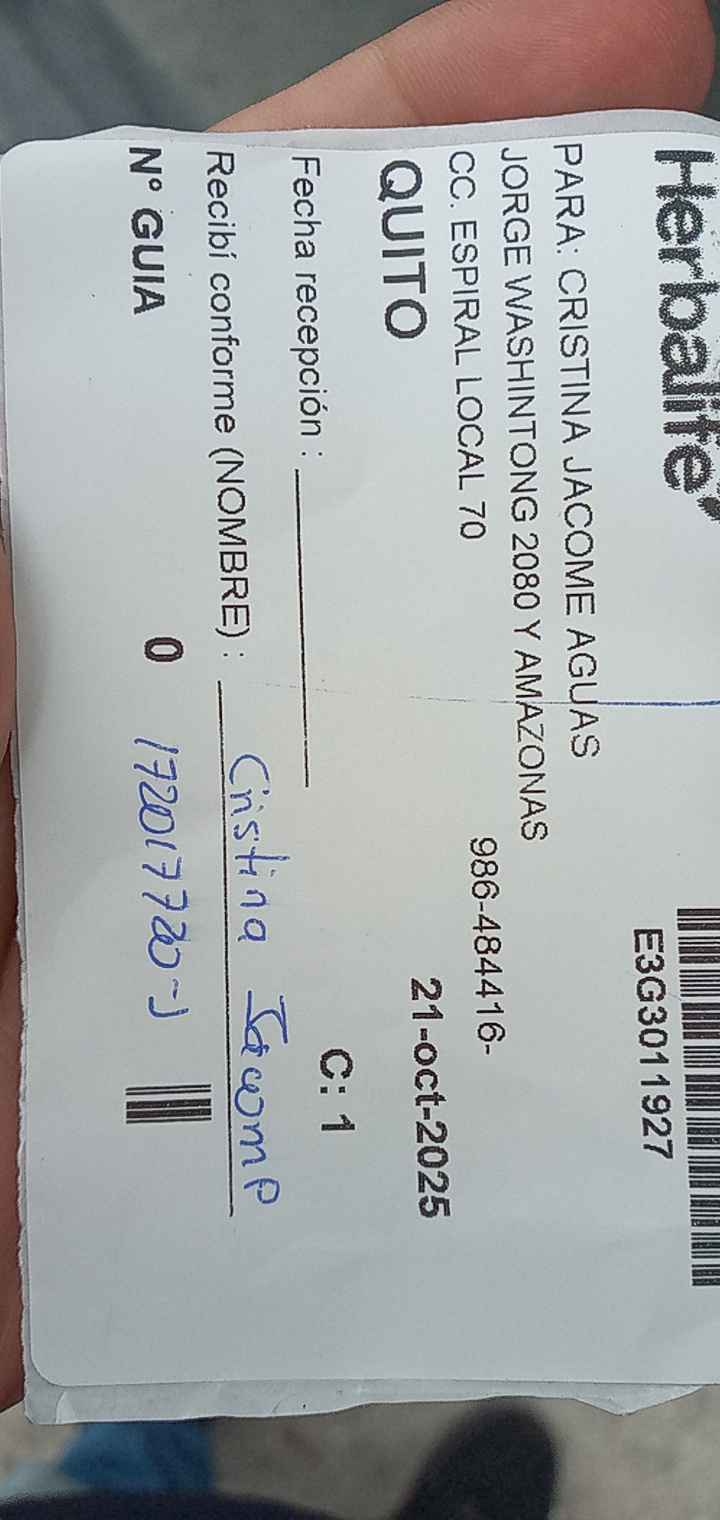 Herbalife
E3G3011927
PARA: CRISTINA JACOME AGUAS
JORGE WASHINTONG 2080 Y AMAZONAS
CC. ESPIRAL LOCAL 70
986-484416-
QUITO
21-oct-2025
Fecha recepción :
C: 1
Recibí conforme (NOMBRE) : Cristina Jacome
N° GUIA 0 172017720-1